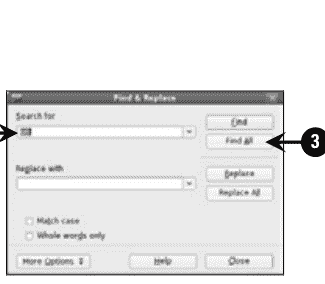 Find & Replace
Search for
Find
Find All
3
Replace with
Replace
Replace All
Match case
Whole words only
More Options
Help
Close